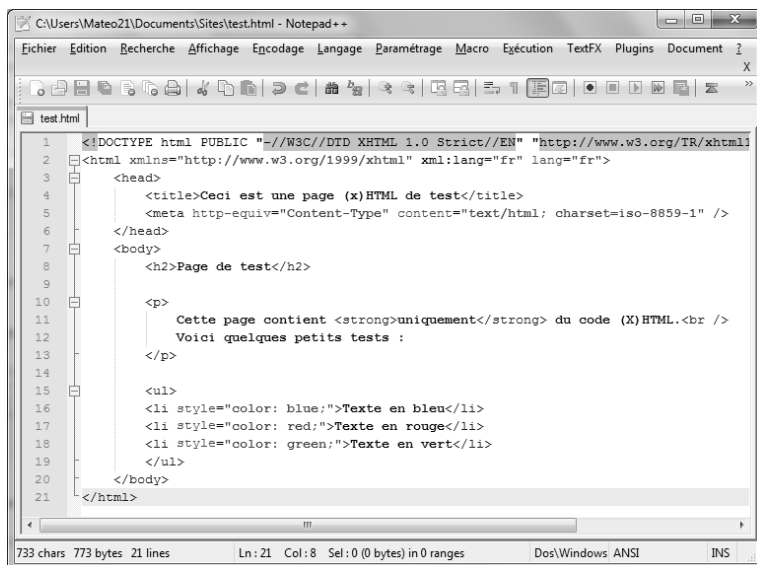 C:\Users\Mateo21\Documents\Sites\test.html - Notepad++
Fichier Edition Recherche Affichage Encodage Langage Paramétrage Macro Exécution TextFX Plugins Document ?
X
test.html
1 <!DOCTYPE html PUBLIC "-//W3C//DTD XHTML 1.0 Strict//EN" "http://www.w3.org/TR/xhtml1
2 <html xmlns="http://www.w3.org/1999/xhtml" xml:lang="fr" lang="fr">
3 <head>
4 <title>Ceci est une page (x)HTML de test</title>
5 <meta http-equiv="Content-Type" content="text/html; charset=iso-8859-1" />
6 </head>
7 <body>
8 <h2>Page de test</h2>
9
10 <p>
11 Cette page contient <strong>uniquement</strong> du code (X)HTML.<br />
12 Voici quelques petits tests :
13 </p>
14
15 <ul>
16 <li style="color: blue;">Texte en bleu</li>
17 <li style="color: red;">Texte en rouge</li>
18 <li style="color: green;">Texte en vert</li>
19 </ul>
20 </body>
21 </html>
733 chars 773 bytes 21 lines Ln : 21 Col : 8 Sel : 0 (0 bytes) in 0 ranges Dos\Windows ANSI INS